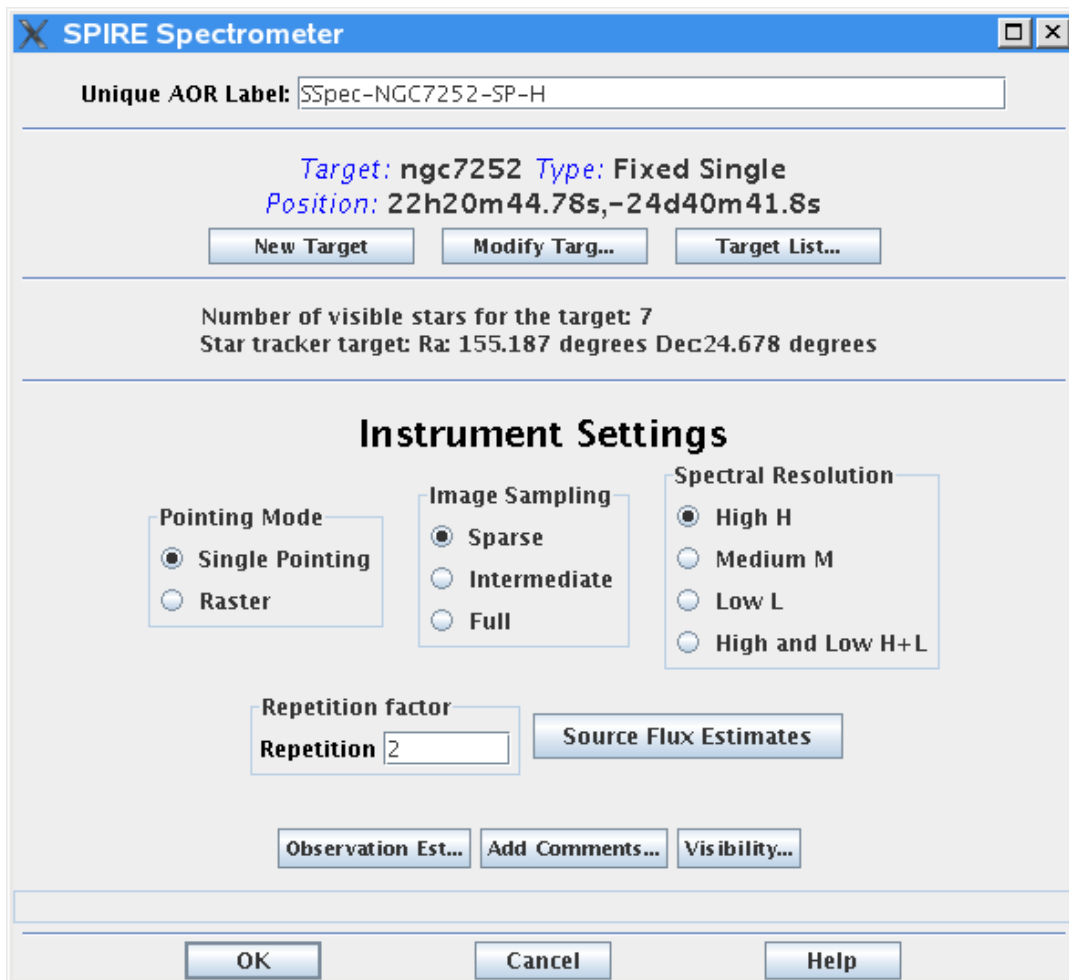 SPIRE Spectrometer
Unique AOR Label: SSpec-NGC7252-SP-H
Target: ngc7252 Type: Fixed Single
Position: 22h20m44.78s,-24d40m41.8s
New Target Modify Targ... Target List...
Number of visible stars for the target: 7
Star tracker target: Ra: 155.187 degrees Dec:24.678 degrees
Instrument Settings
Pointing Mode
Single Pointing
Raster
Image Sampling
Sparse
Intermediate
Full
Spectral Resolution
High H
Medium M
Low L
High and Low H+L
Repetition factor
Repetition 2
Source Flux Estimates
Observation Est... Add Comments... Visibility...
OK Cancel Help